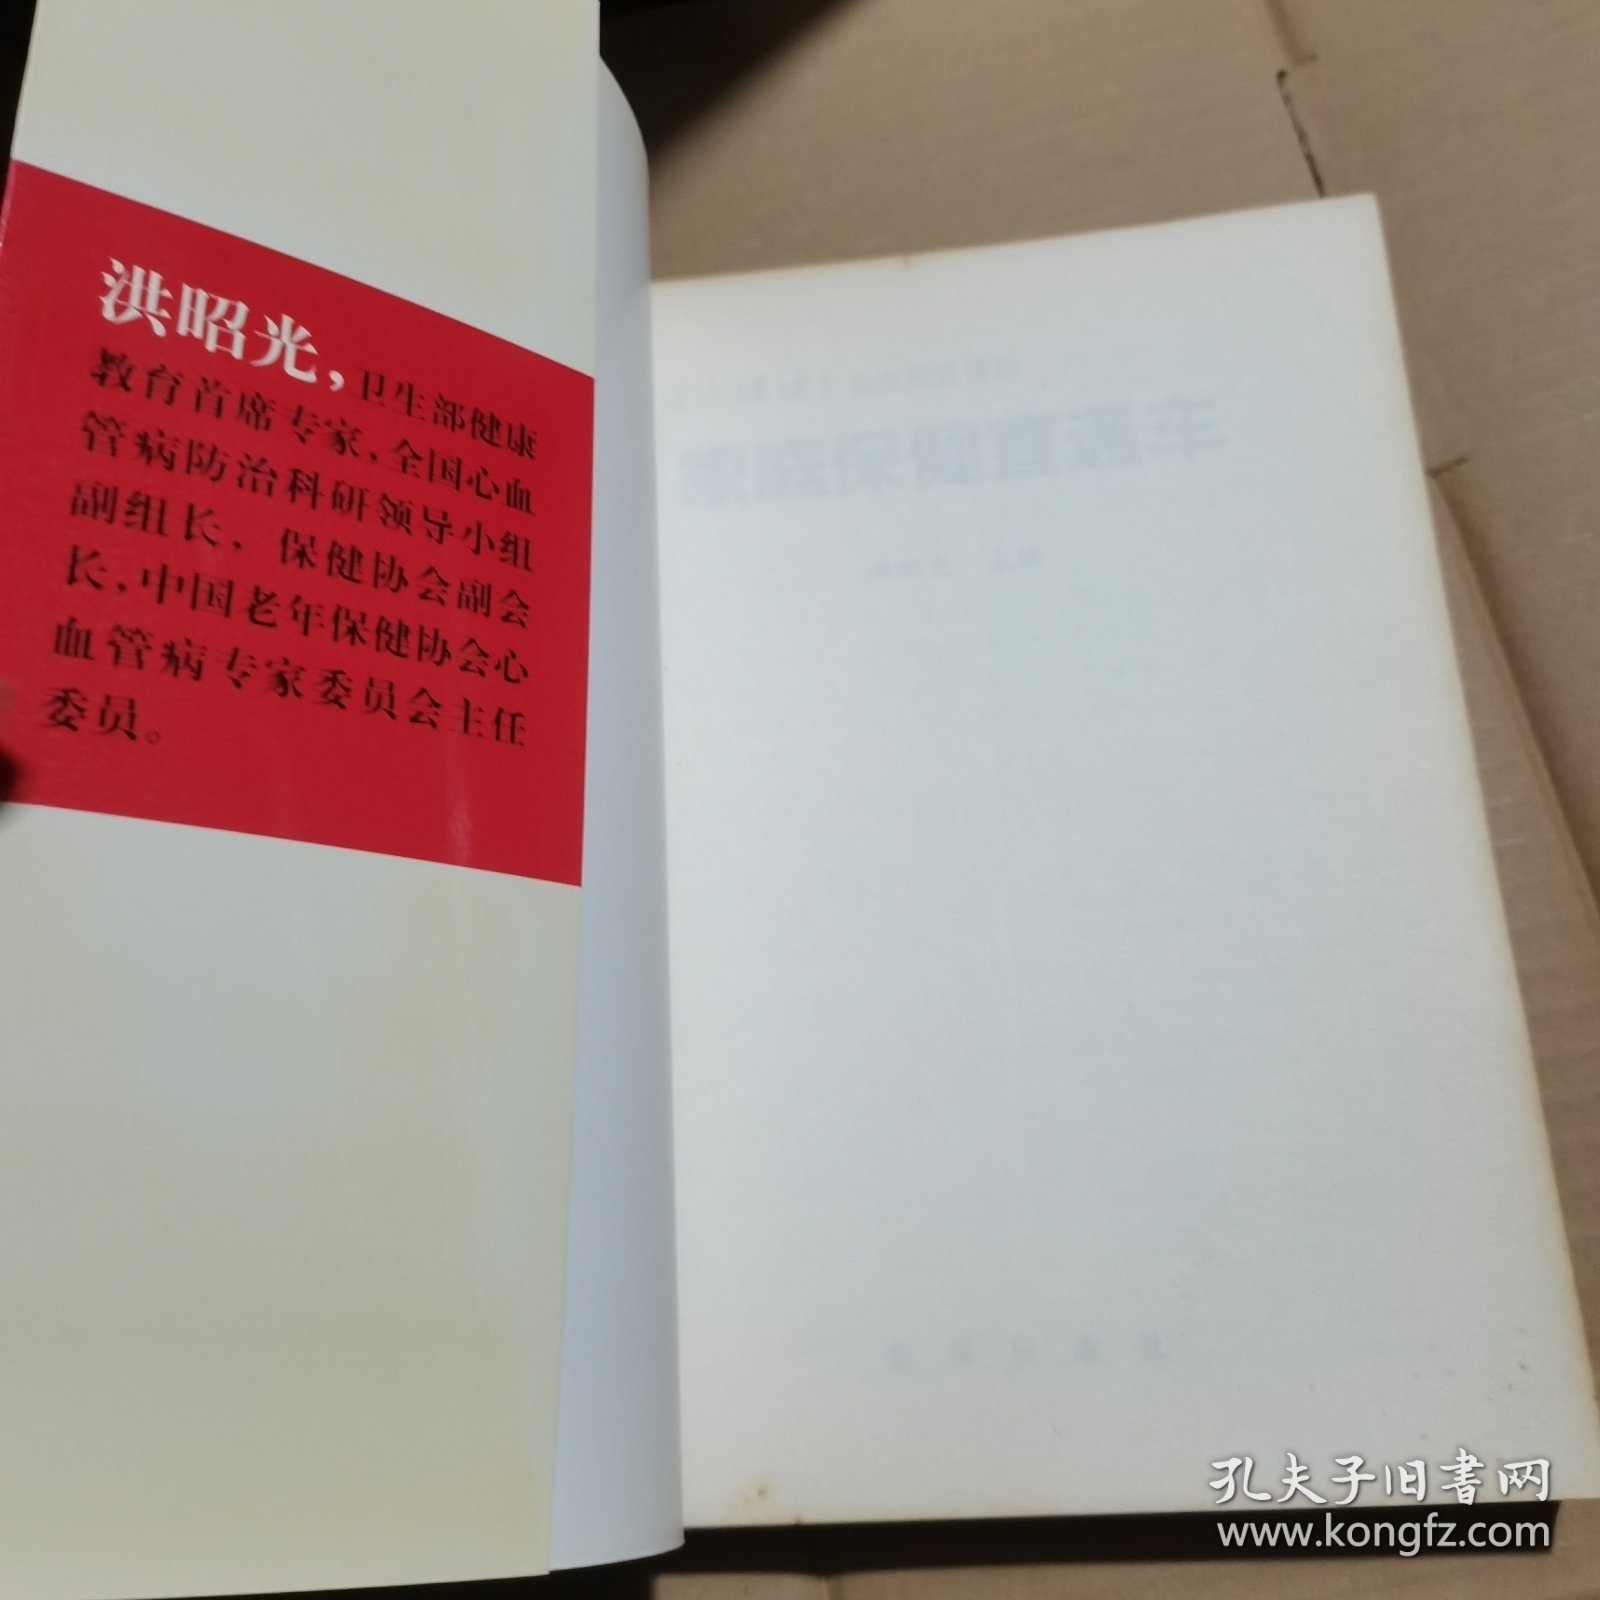 洪昭光,卫生部健康
教育首席专家,全国心血
管病防治科研领导小组
副组长,保健协会副会
长,中国老年保健协会心
血管病专家委员会主任
委员。
家庭保健直通车
孔夫子旧书网
www.kongfz.com